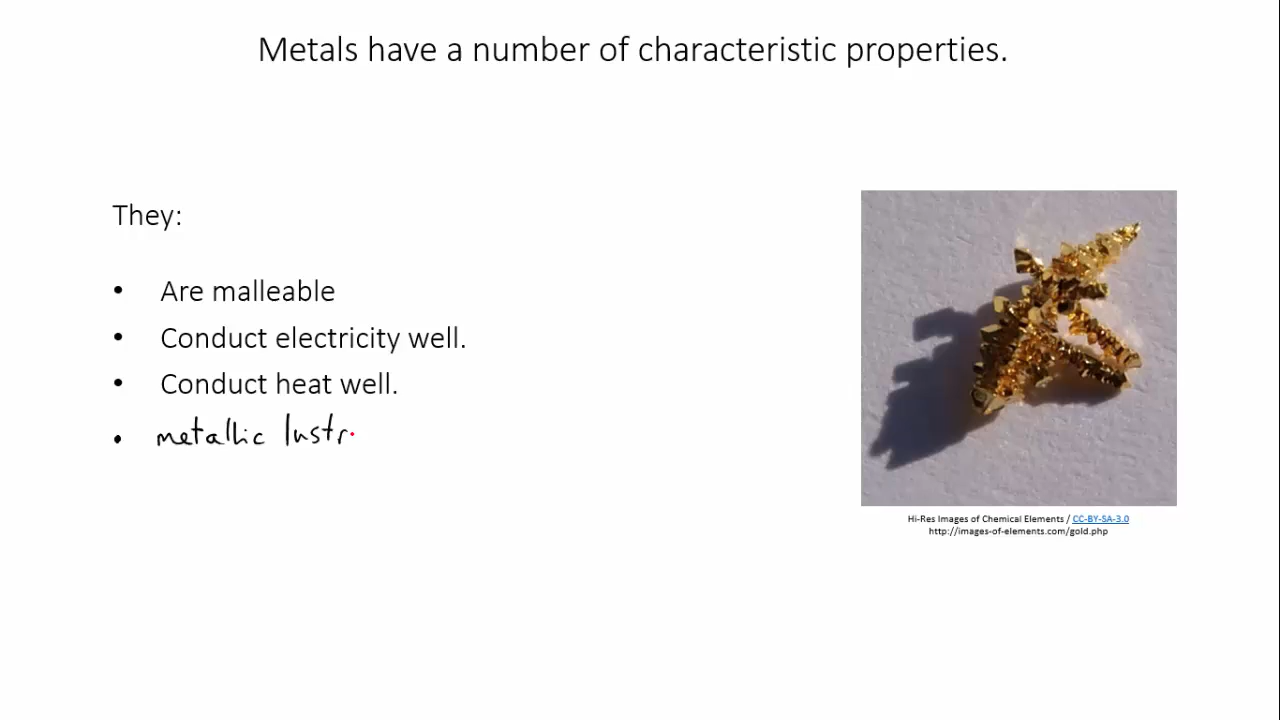 Metals have a number of characteristic properties.
They:
• Are malleable
• Conduct electricity well.
• Conduct heat well.
• metallic lustr
Hi-Res Images of Chemical Elements / CC-BY-SA-3.0
http://images-of-elements.com/gold.php